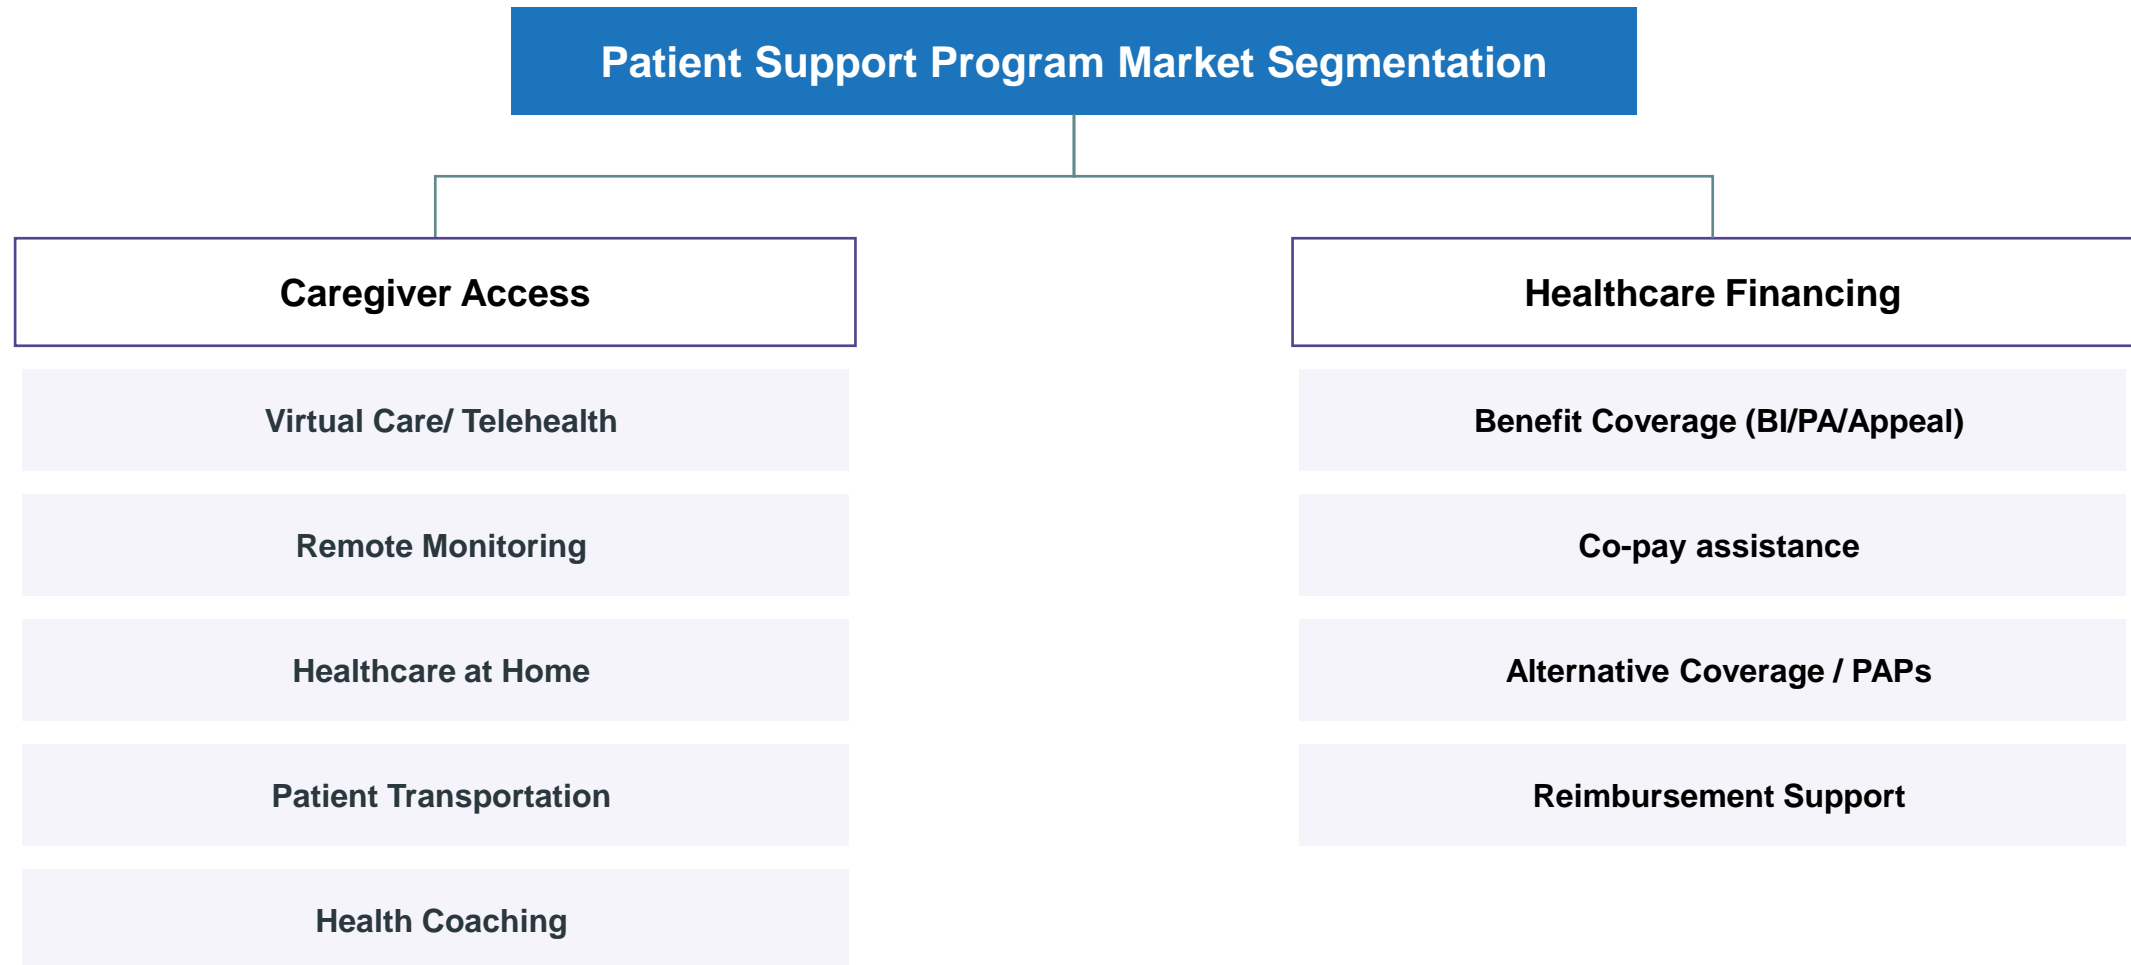 Patient Support Program Market Segmentation
Caregiver Access
Virtual Care/ Telehealth
Remote Monitoring
Healthcare at Home
Patient Transportation
Health Coaching
Healthcare Financing
Benefit Coverage (BI/PA/Appeal)
Co-pay assistance
Alternative Coverage / PAPs
Reimbursement Support